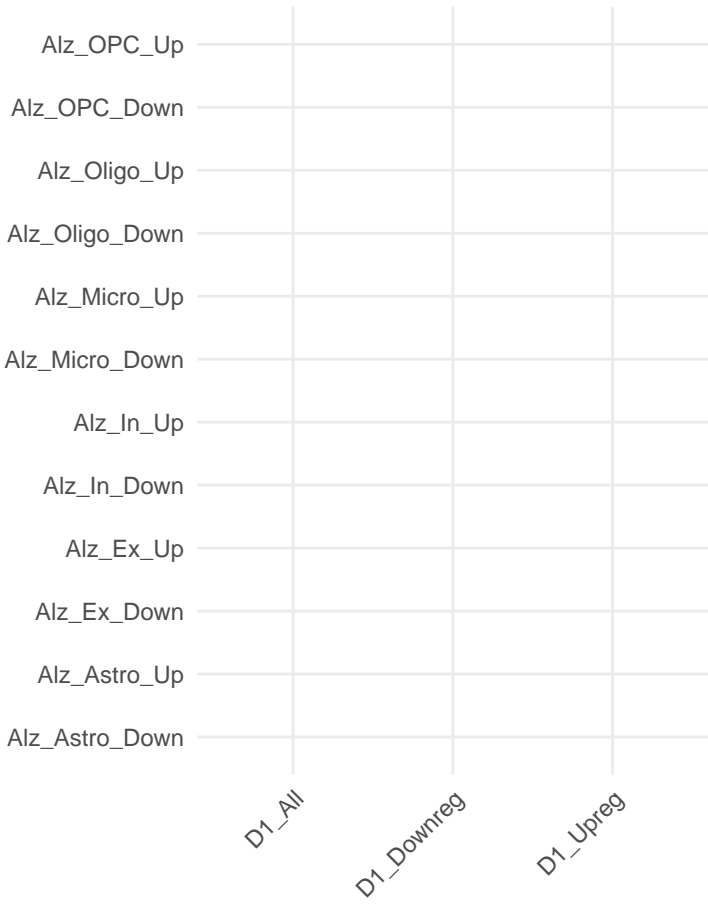 Alz_OPC_Up
Alz_OPC_Down
Alz_Oligo_Up
Alz_Oligo_Down
Alz_Micro_Up
Alz_Micro_Down
Alz_In_Up
Alz_In_Down
Alz_Ex_Up
Alz_Ex_Down
Alz_Astro_Up
Alz_Astro_Down
D1_All
D1_Downreg
D1_Upreg